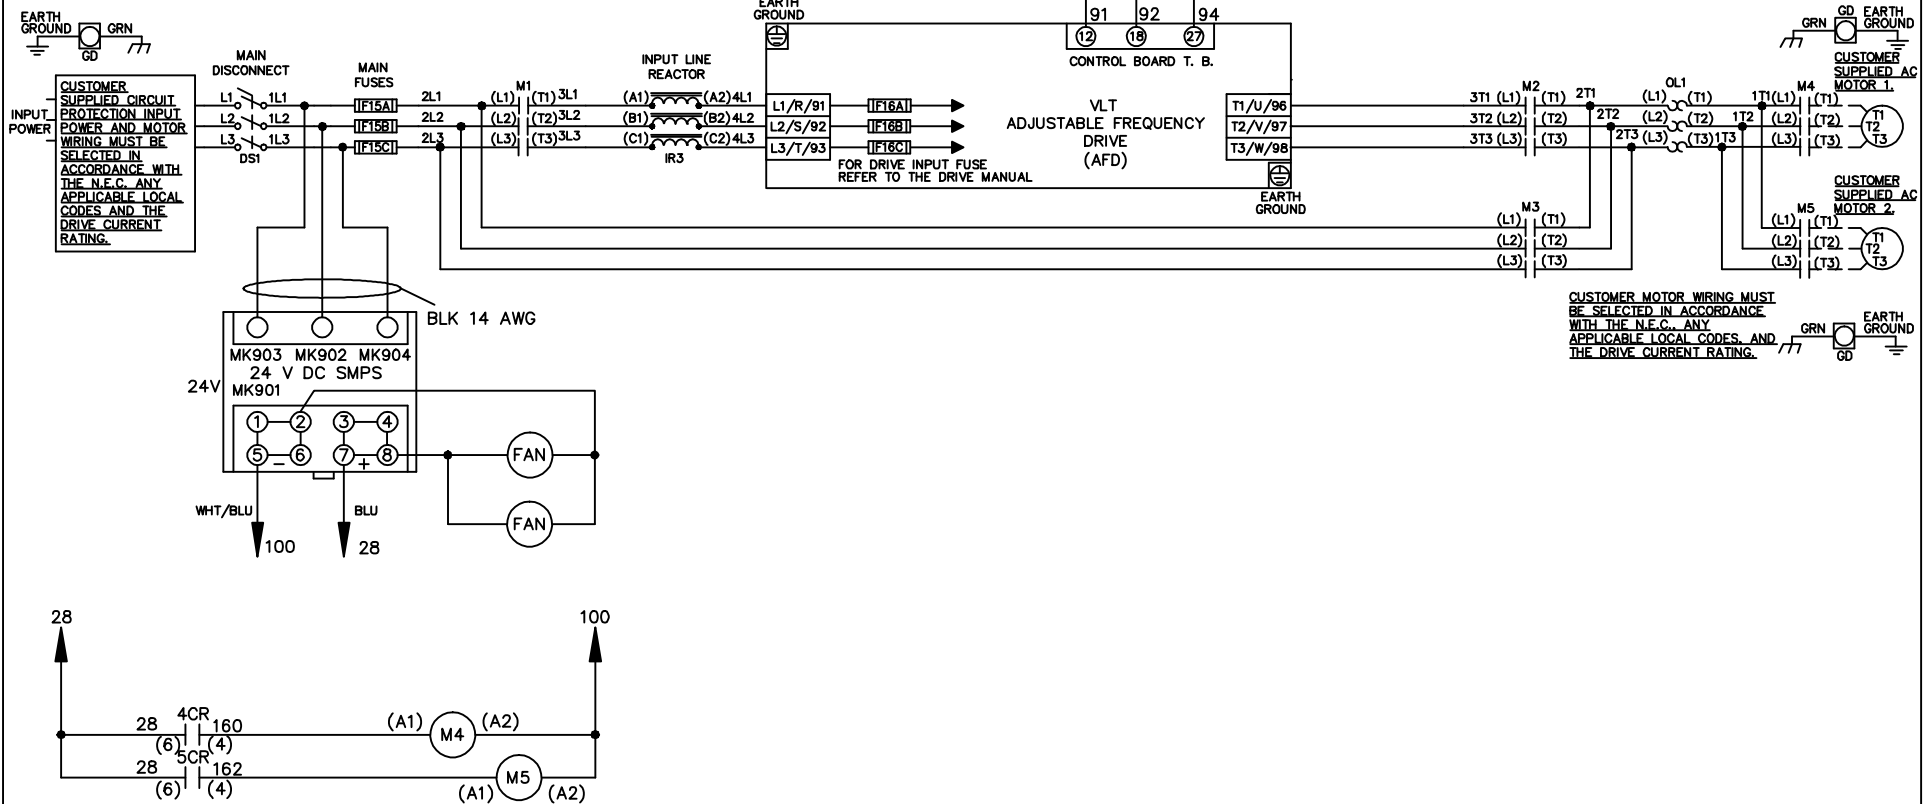 EARTH
GROUND
GRN
GD
EARTH
GROUND
91
92
94
12
18
27
CONTROL BOARD T. B.
GRN
GD
EARTH
GROUND
CUSTOMER
SUPPLIED CIRCUIT
PROTECTION INPUT
POWER AND MOTOR
WIRING MUST BE
SELECTED IN
ACCORDANCE WITH
THE N.E.C. ANY
APPLICABLE LOCAL
CODES AND THE
DRIVE CURRENT
RATING.
INPUT
POWER
MAIN
DISCONNECT
L1 1L1
L2 1L2
L3 1L3
DS1
MAIN
FUSES
F15A
F15B
F15C
2L1
2L2
2L3
M1
(L1) (T1) 3L1
(L2) (T2) 3L2
(L3) (T3) 3L3
INPUT LINE
REACTOR
(A1) (A2) 4L1
(B1) (B2) 4L2
(C1) (C2) 4L3
IR3
L1/R/91
L2/S/92
L3/T/93
F16A
F16B
F16C
FOR DRIVE INPUT FUSE
REFER TO THE DRIVE MANUAL
VLT
ADJUSTABLE FREQUENCY
DRIVE
(AFD)
T1/U/96
T2/V/97
T3/W/98
EARTH
GROUND
M2
3T1 (L1) (T1) 2T1
3T2 (L2) (T2) 2T2
3T3 (L3) (T3) 2T3
OL1
(L1) (T1) 1T1
(L2) (T2) 1T2
(L3) (T3) 1T3
M4
(L1) (T1)
(L2) (T2)
(L3) (T3)
CUSTOMER
SUPPLIED AC
MOTOR 1.
T1
T2
T3
M3
(L1) (T1)
(L2) (T2)
(L3) (T3)
M5
(L1) (T1)
(L2) (T2)
(L3) (T3)
CUSTOMER
SUPPLIED AC
MOTOR 2.
T1
T2
T3
CUSTOMER MOTOR WIRING MUST
BE SELECTED IN ACCORDANCE
WITH THE N.E.C., ANY
APPLICABLE LOCAL CODES, AND
THE DRIVE CURRENT RATING.
GRN
GD
EARTH
GROUND
BLK 14 AWG
MK903 MK902 MK904
24 V DC SMPS
24V
MK901
1 2 3 4
5 − 6 7 + 8
FAN
FAN
WHT/BLU
BLU
100
28
28
100
4CR
28 160
(6) (4)
(A1) M4 (A2)
5CR
28 162
(6) (4)
(A1) M5 (A2)